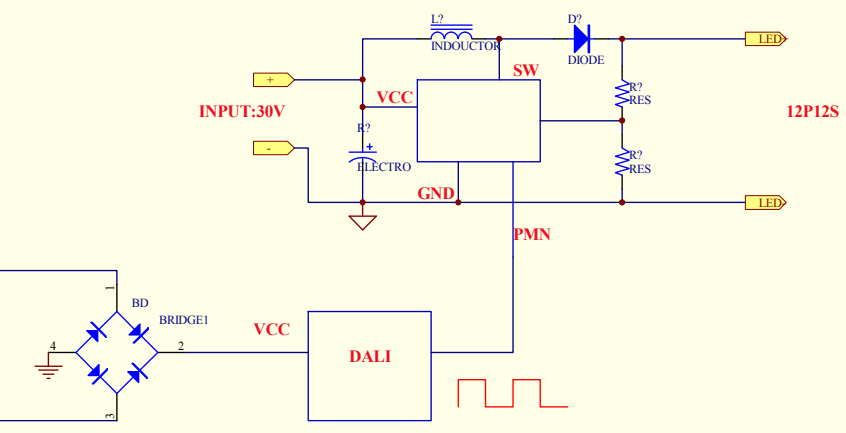 L?
INDOUCTOR
D?
DIODE
LED+
SW
+
VCC
R?
RES
INPUT:30V
12P12S
R?
-
+
ELECTRO
R?
RES
GND
LED-
PMN
1
BD
BRIDGE1
VCC
4
2
DALI
3